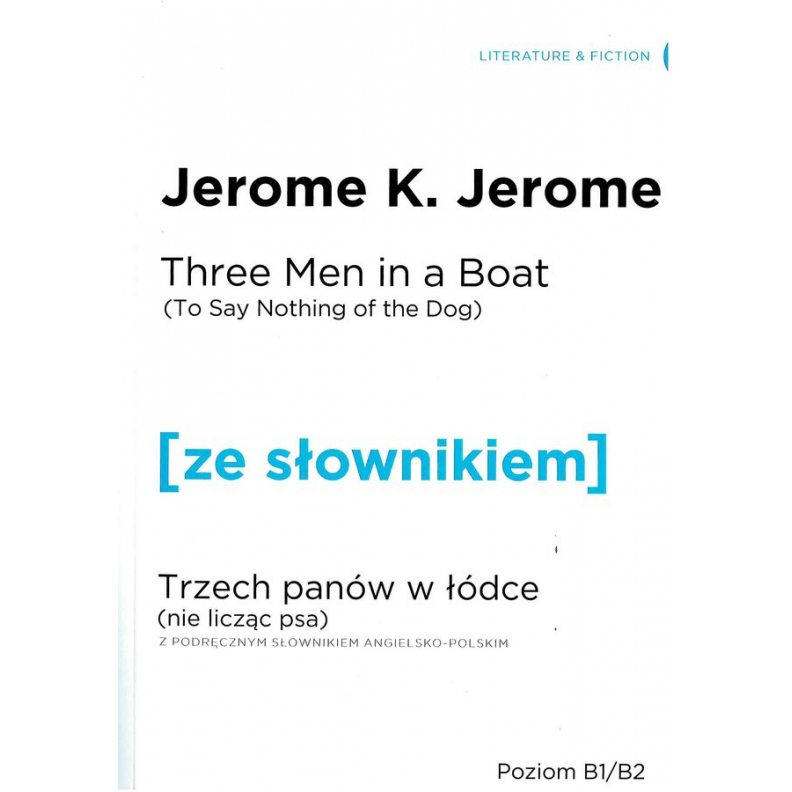 LITERATURE & FICTION
Jerome K. Jerome
Three Men in a Boat
(To Say Nothing of the Dog)
[ze słownikiem]
Trzech panów w łódce
(nie licząc psa)
Z PODRĘCZNYM SŁOWNIKIEM ANGIELSKO-POLSKIM
Poziom B1/B2